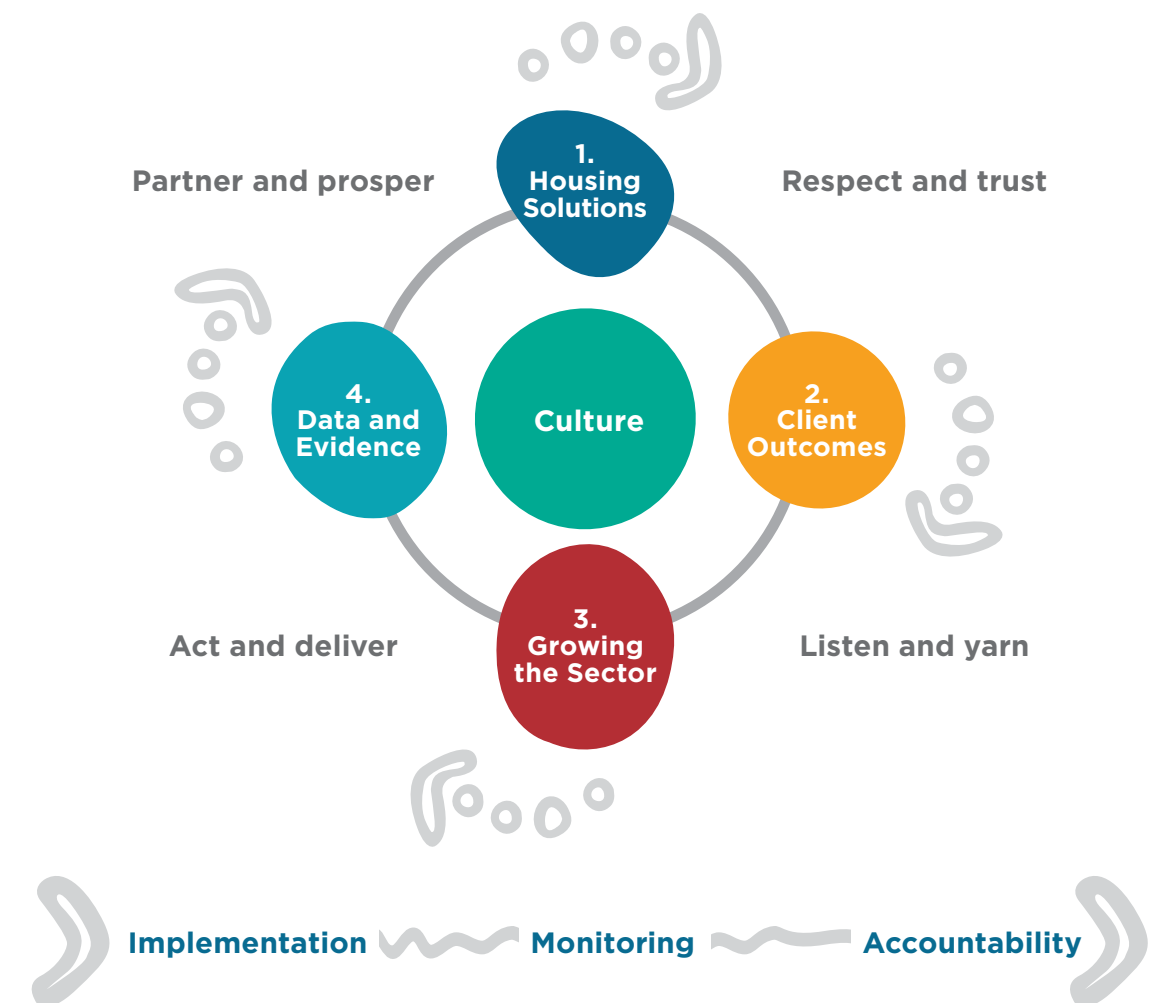 Partner and prosper
1.
Housing
Solutions
Respect and trust
4.
Data and
Evidence
Culture
2.
Client
Outcomes
Act and deliver
3.
Growing
the Sector
Listen and yarn
Implementation Monitoring Accountability